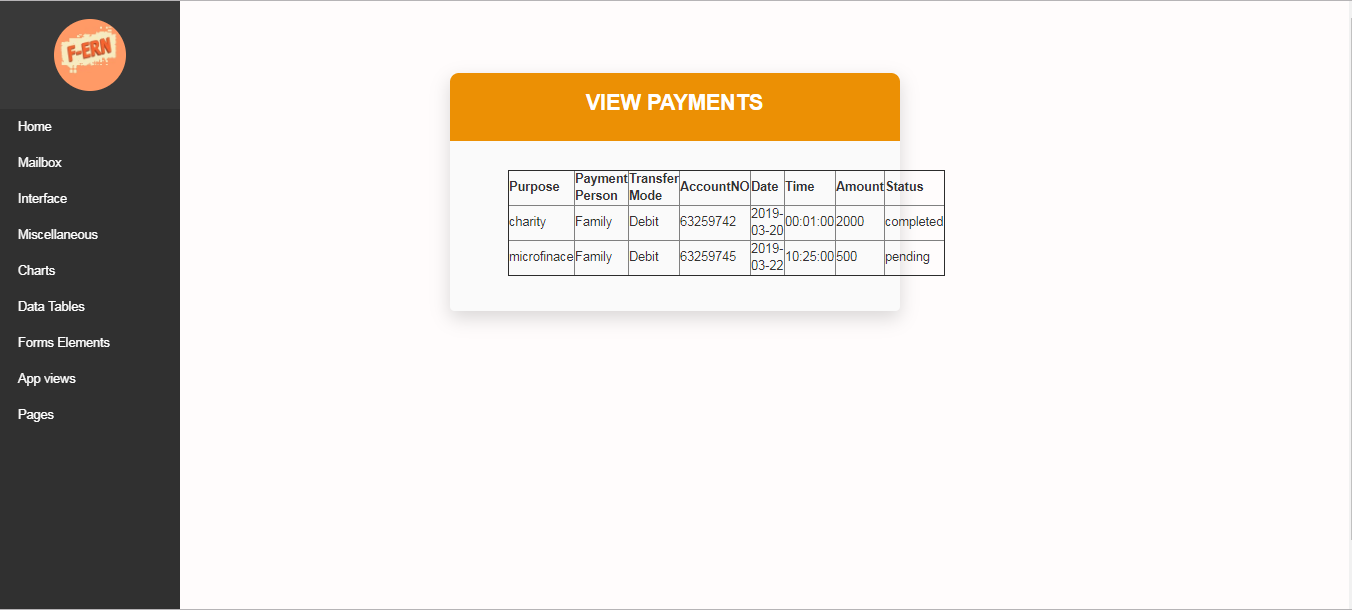 F-ERN
Home
Mailbox
Interface
Miscellaneous
Charts
Data Tables
Forms Elements
App views
Pages
VIEW PAYMENTS
Purpose Payment Person Transfer Mode AccountNO Date Time Amount Status
charity Family Debit 63259742 2019-03-20 00:01:00 2000 completed
microfinace Family Debit 63259745 2019-03-22 10:25:00 500 pending